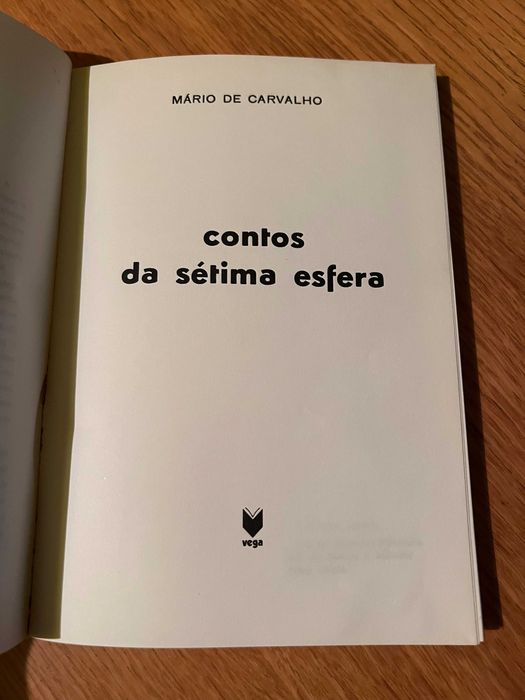 MÁRIO DE CARVALHO
contos
da sétima esfera
vega